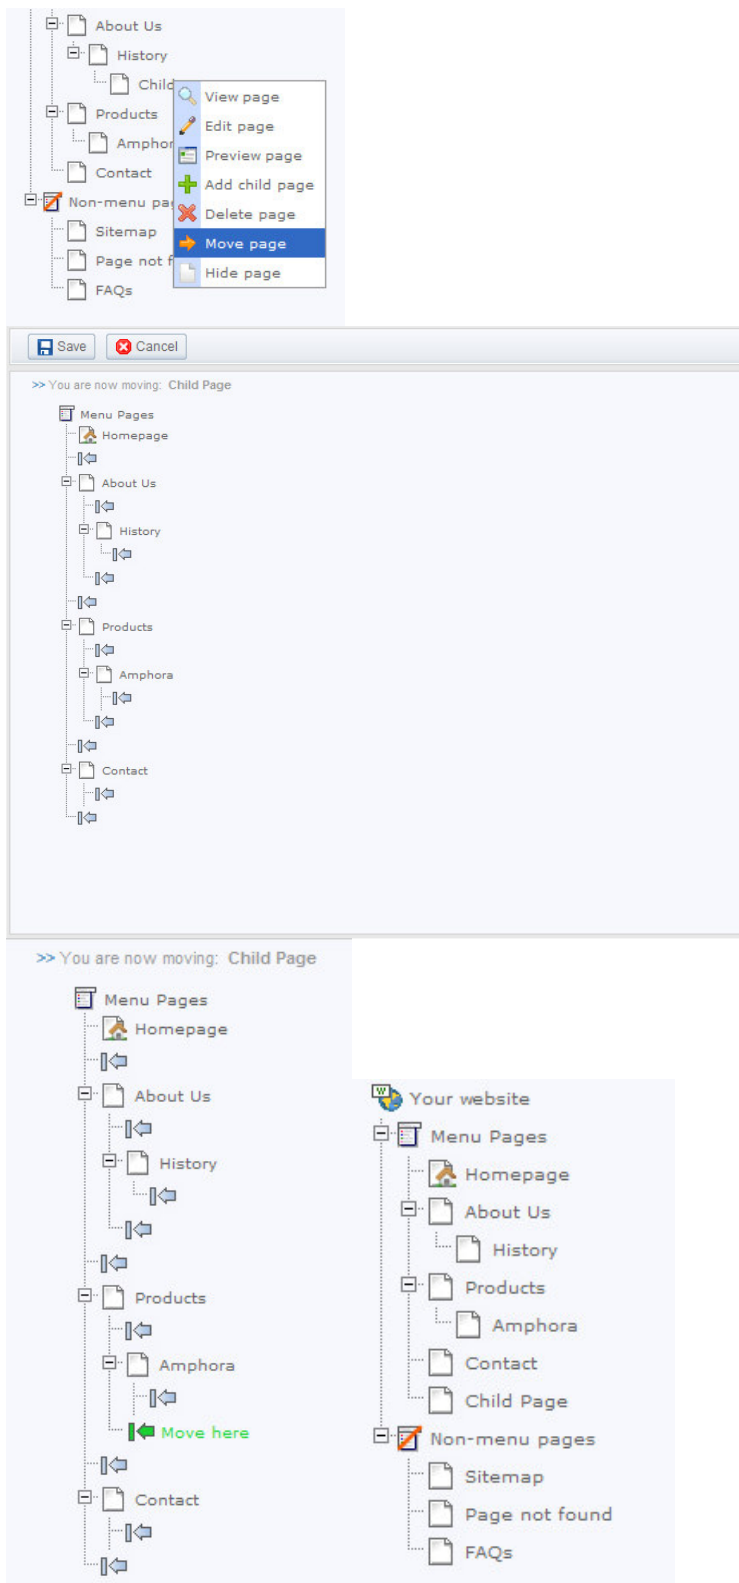 About Us
History
Child
View page
Products
Edit page
Amphor
Preview page
Contact
Add child page
Non-menu pa
Delete page
Sitemap
Move page
Page not f
Hide page
FAQs
Save Cancel
>> You are now moving: Child Page
Menu Pages
Homepage
About Us
History
Products
Amphora
Contact
>> You are now moving: Child Page
Menu Pages
Homepage
About Us
History
Products
Amphora
Move here
Contact
Your website
Menu Pages
Homepage
About Us
History
Products
Amphora
Contact
Child Page
Non-menu pages
Sitemap
Page not found
FAQs